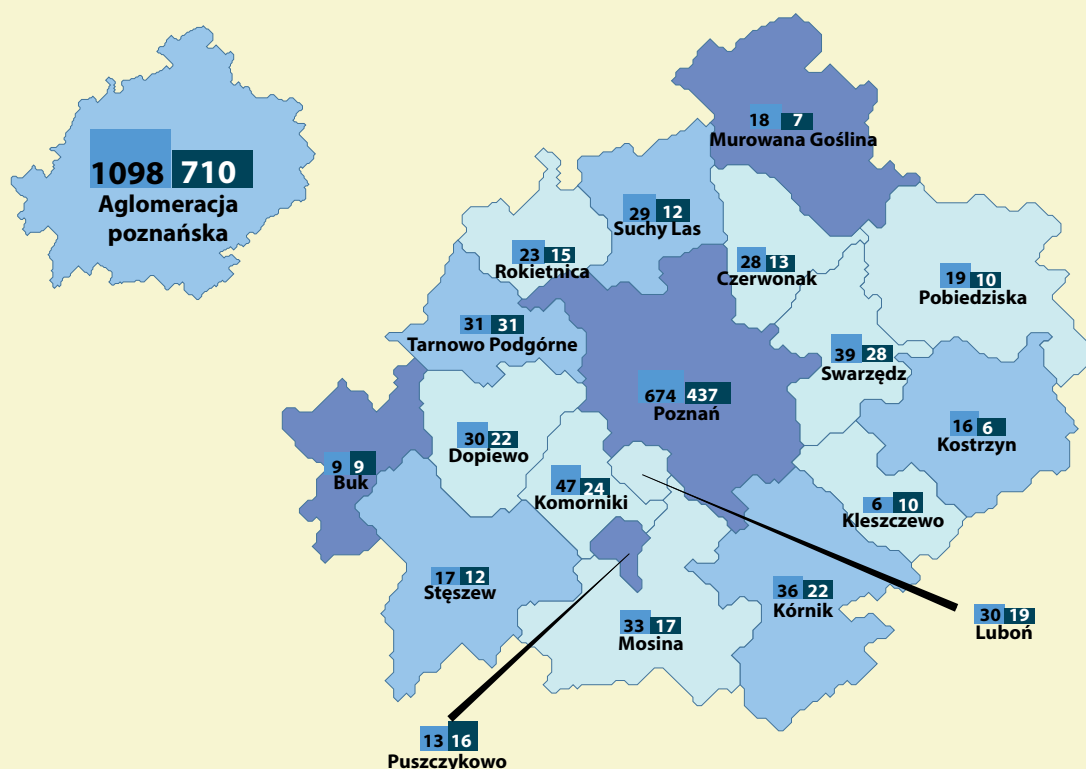 1098 710
Aglomeracja
poznańska
18 7
Murowana Goślina
29 12
Suchy Las
23 15
Rokietnica
28 13
Czerwonak
19 10
Pobiedziska
31 31
Tarnowo Podgórne
39 28
Swarzędz
674 437
Poznań
16 6
Kostrzyn
30 22
Dopiewo
9 9
Buk
47 24
Komorniki
6 10
Kleszczewo
17 12
Stęszew
36 22
Kórnik
33 17
Mosina
30 19
Luboń
13 16
Puszczykowo